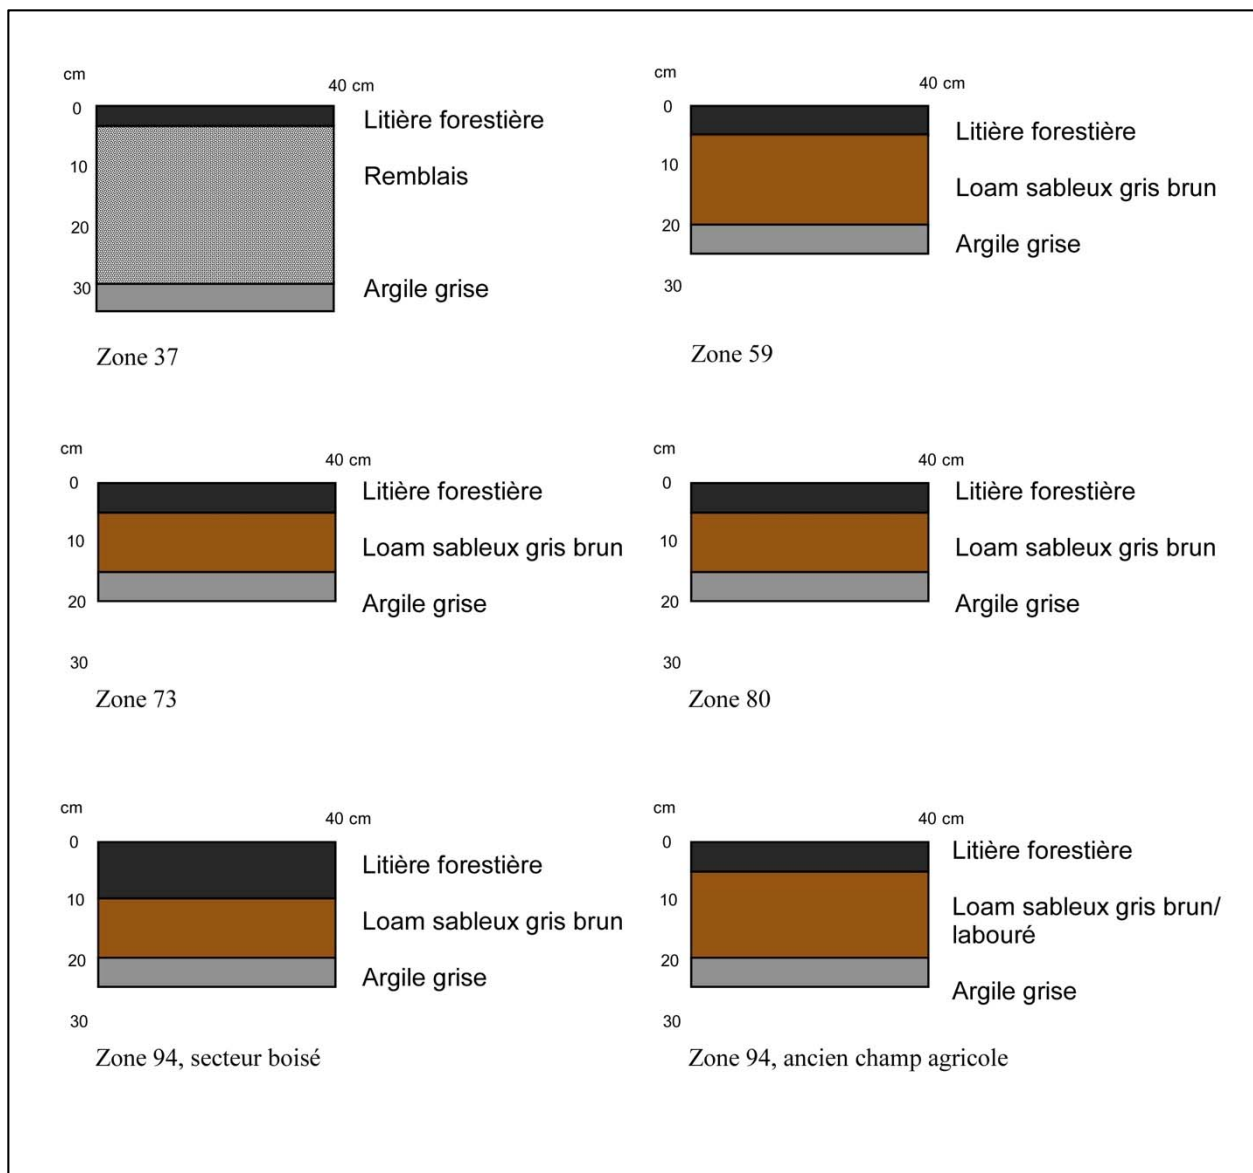 cm
40 cm
0
Litière forestière
10
Remblais
20
30
Argile grise
Zone 37
cm
40 cm
0
Litière forestière
10
Loam sableux gris brun
20
Argile grise
30
Zone 59
cm
40 cm
0
Litière forestière
10
Loam sableux gris brun
20
Argile grise
30
Zone 73
cm
40 cm
0
Litière forestière
10
Loam sableux gris brun
20
Argile grise
30
Zone 80
cm
40 cm
0
Litière forestière
10
Loam sableux gris brun
20
Argile grise
30
Zone 94, secteur boisé
cm
40 cm
0
Litière forestière
10
Loam sableux gris brun/
labouré
20
Argile grise
30
Zone 94, ancien champ agricole